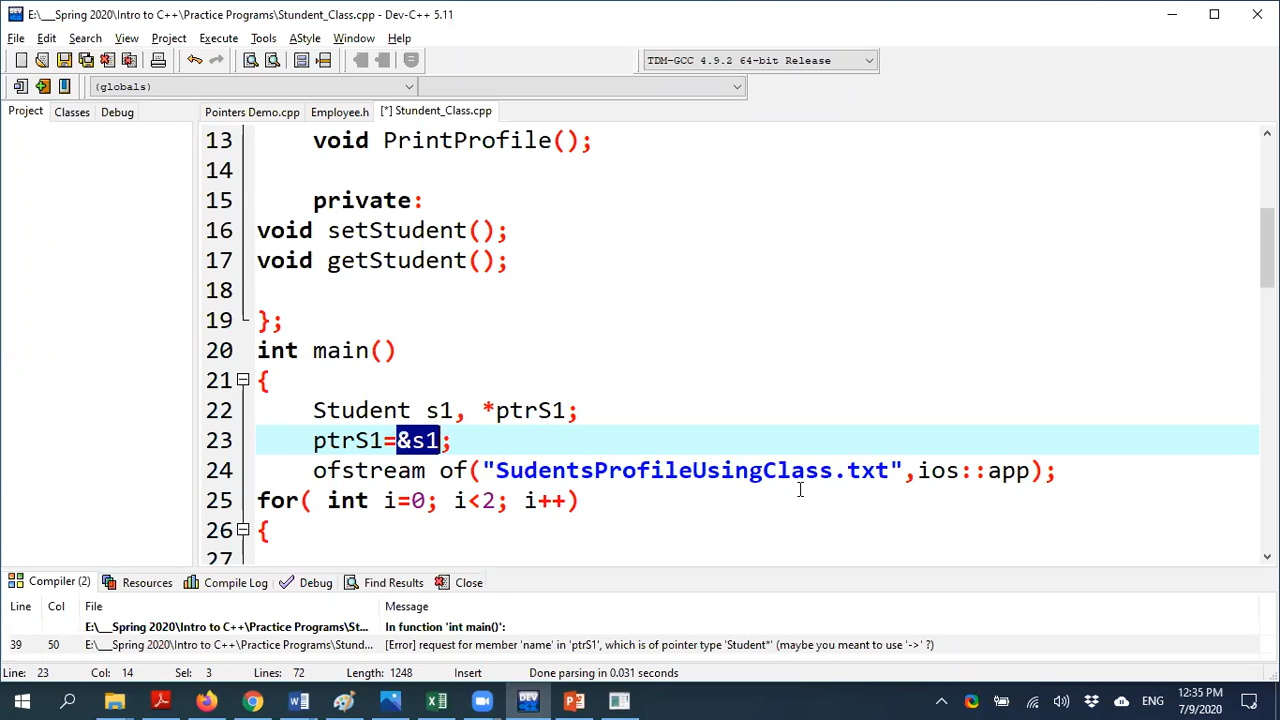 E:\___Spring 2020\Intro to C++\Practice Programs\Stundent_Class.cpp - Dev-C++ 5.11
File Edit Search View Project Execute Tools AStyle Window Help
TDM-GCC 4.9.2 64-bit Release
(globals)
Project Classes Debug Pointers Demo.cpp Employee.h [*] Stundent_Class.cpp
13 void PrintProfile();
14
15 private:
16 void setStudent();
17 void getStudent();
18
19 };
20 int main()
21 {
22 Student s1, *ptrS1;
23 ptrS1=&s1;
24 ofstream of("SudentsProfileUsingClass.txt",ios::app);
25 for( int i=0; i<2; i++)
26 {
27
Compiler (2) Resources Compile Log Debug Find Results Close
Line Col File Message
E:\___Spring 2020\Intro to C++\Practice Programs\St... In function 'int main()':
39 50 E:\___Spring 2020\Intro to C++\Practice Programs\Stund... [Error] request for member 'name' in 'ptrS1', which is of pointer type 'Student*' (maybe you meant to use '->' ?)
Line: 23 Col: 14 Sel: 3 Lines: 72 Length: 1248 Insert Done parsing in 0.031 seconds
DEV
ENG
12:35 PM
7/9/2020